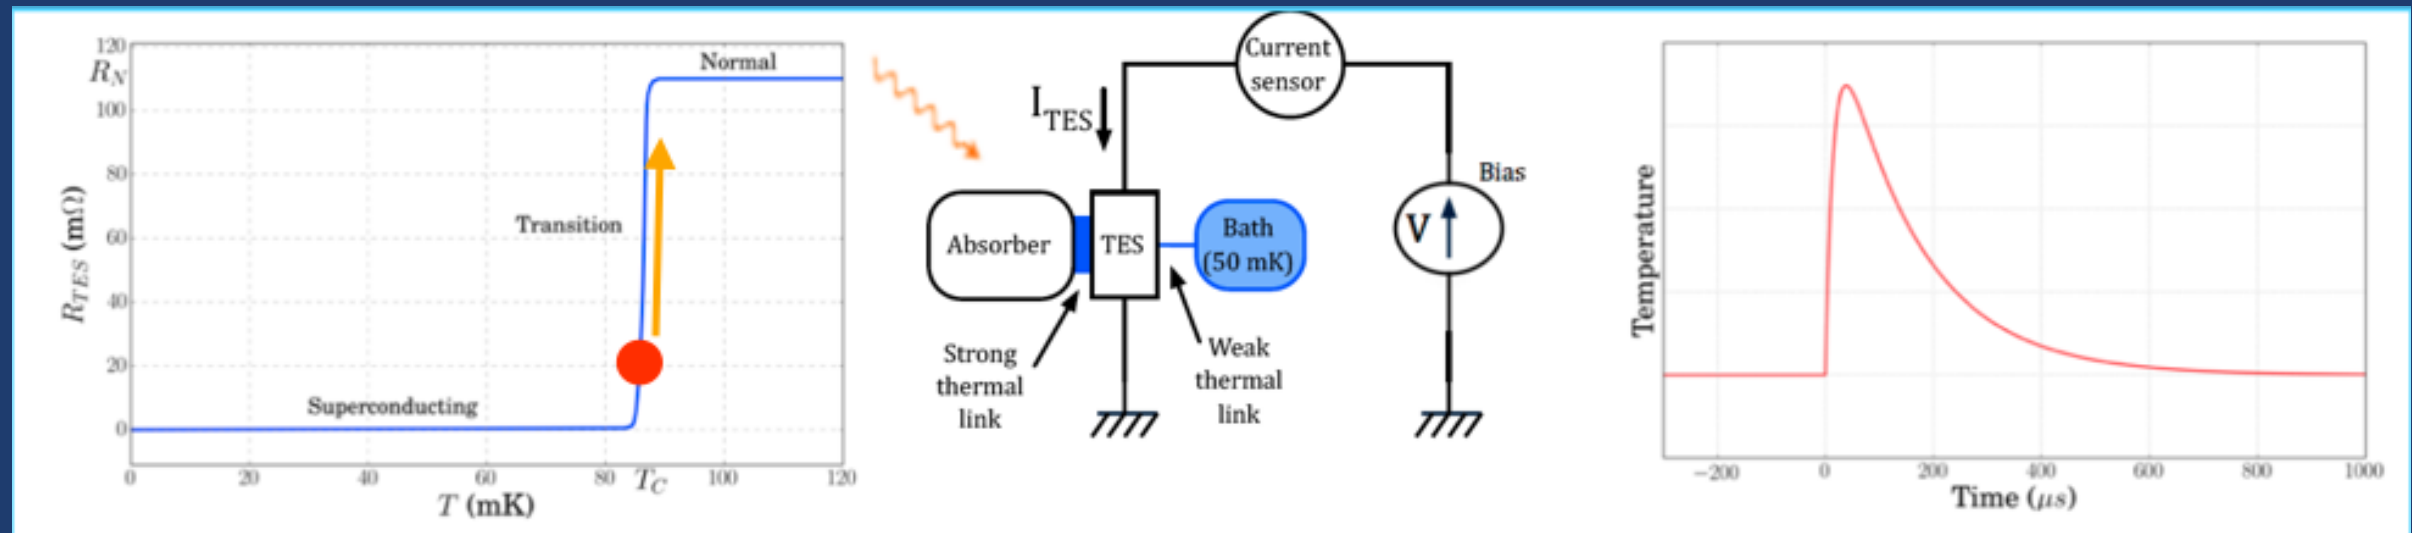 120
R_N
100
80
60
40
20
0
R_TES (mΩ)
Normal
Transition
Superconducting
0 20 40 60 80 T_C 100 120
T (mK)
Current
sensor
I_TES
Bias
V
Absorber
TES
Bath
(50 mK)
Strong
thermal
link
Weak
thermal
link
Temperature
−200 0 200 400 600 800 1000
Time (μs)